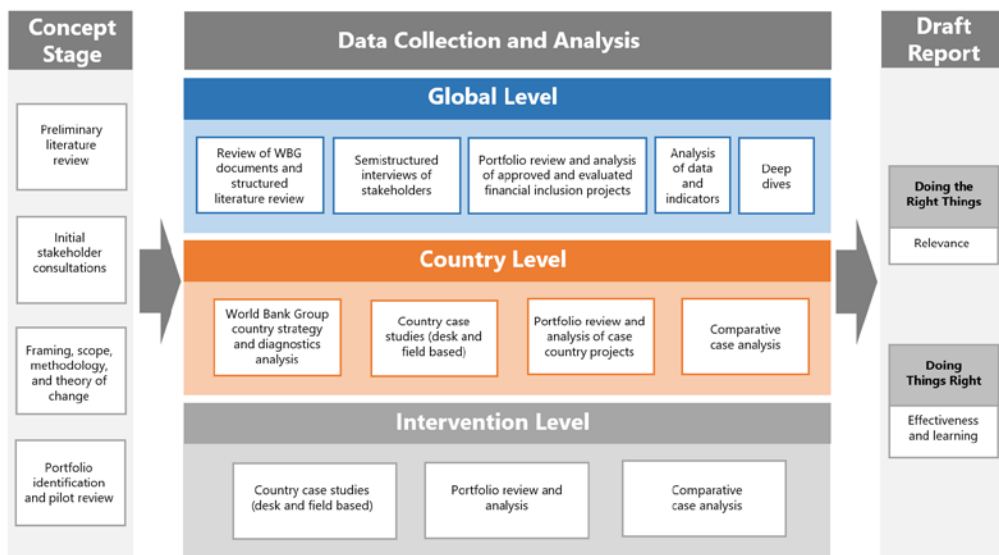 Concept
Stage
Preliminary
literature
review
Initial
stakeholder
consultations
Framing, scope,
methodology,
and theory of
change
Portfolio
identification
and pilot review
Data Collection and Analysis
Global Level
Review of WBG
documents and
structured
literature review
Semistructured
interviews of
stakeholders
Portfolio review and analysis
of approved and evaluated
financial inclusion projects
Analysis
of data
and
indicators
Deep
dives
Country Level
World Bank Group
country strategy
and diagnostics
analysis
Country case
studies (desk and
field based)
Portfolio review and
analysis of case
country projects
Comparative
case analysis
Intervention Level
Country case studies
(desk and field based)
Portfolio review and
analysis
Comparative
case analysis
Draft
Report
Doing the
Right Things
Relevance
Doing
Things Right
Effectiveness
and learning